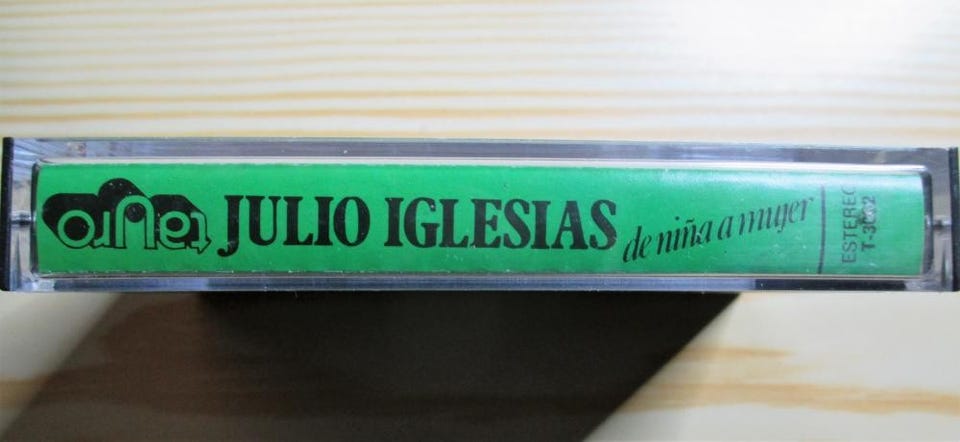 JULIO IGLESIAS
de niña a mujer
ESTEREO